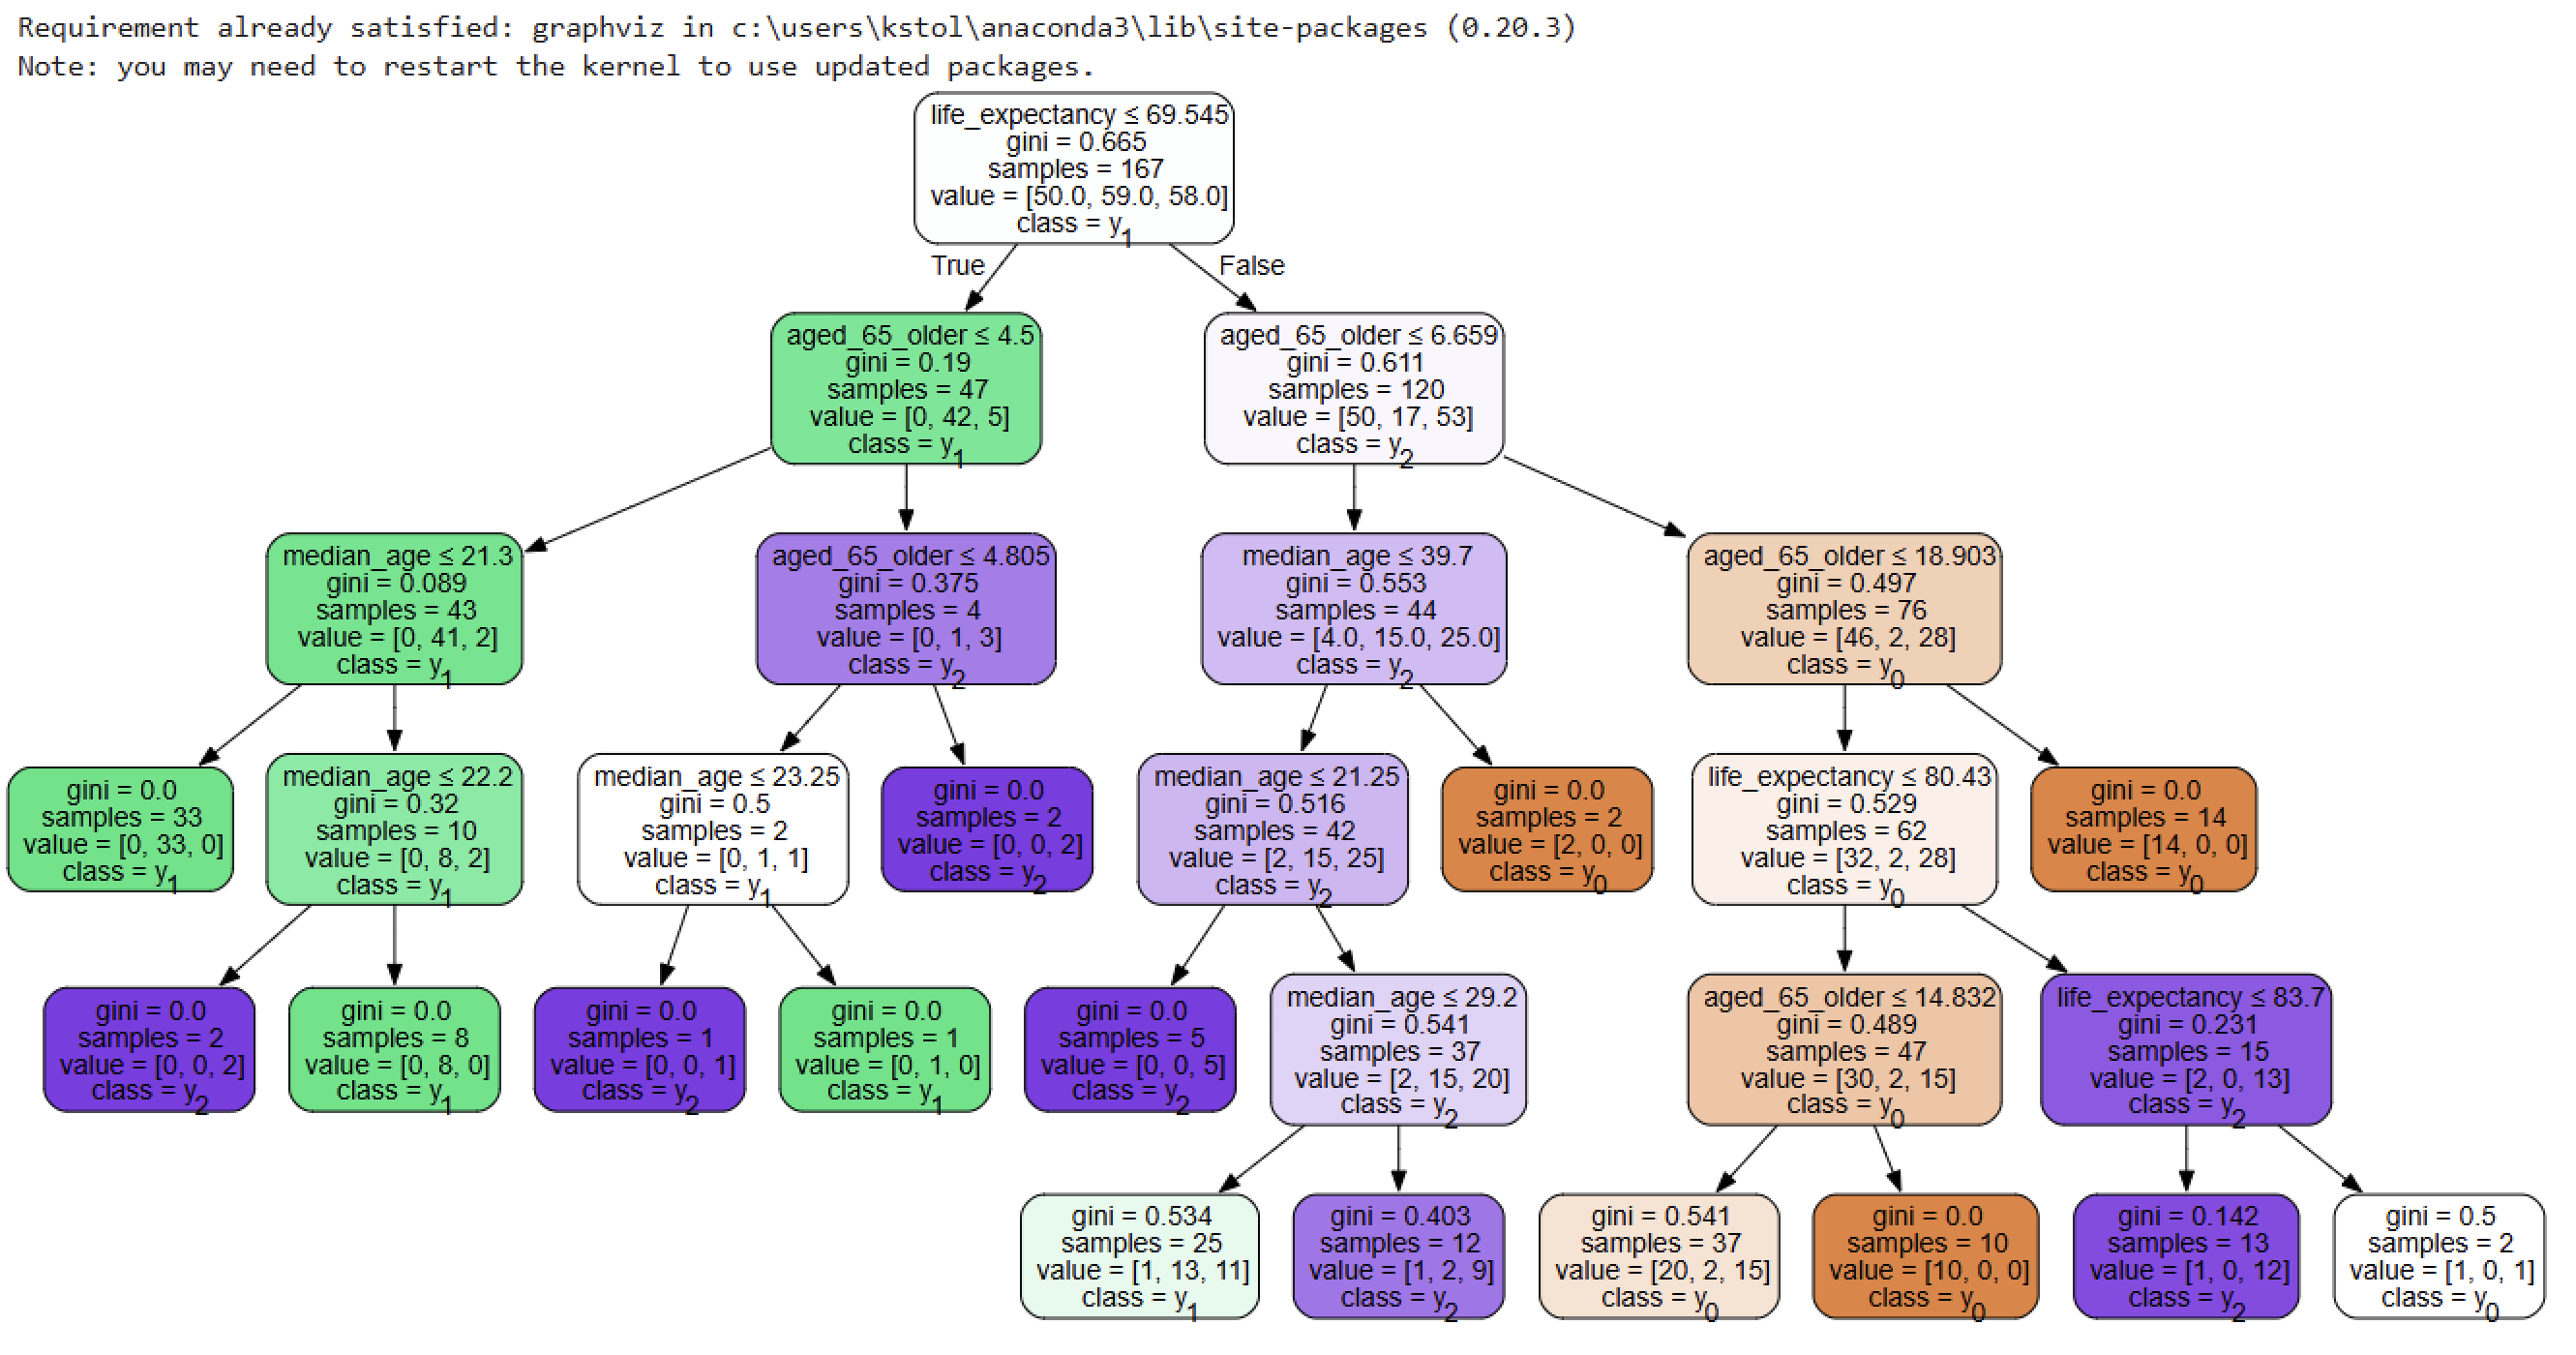 Requirement already satisfied: graphviz in c:\users\kstol\anaconda3\lib\site-packages (0.20.3)
Note: you may need to restart the kernel to use updated packages.
life_expectancy ≤ 69.545
gini = 0.665
samples = 167
value = [50.0, 59.0, 58.0]
class = y1
True
False
aged_65_older ≤ 4.5
gini = 0.19
samples = 47
value = [0, 42, 5]
class = y1
aged_65_older ≤ 6.659
gini = 0.611
samples = 120
value = [50, 17, 53]
class = y2
median_age ≤ 21.3
gini = 0.089
samples = 43
value = [0, 41, 2]
class = y1
aged_65_older ≤ 4.805
gini = 0.375
samples = 4
value = [0, 1, 3]
class = y2
median_age ≤ 39.7
gini = 0.553
samples = 44
value = [4.0, 15.0, 25.0]
class = y2
aged_65_older ≤ 18.903
gini = 0.497
samples = 76
value = [46, 2, 28]
class = y0
gini = 0.0
samples = 33
value = [0, 33, 0]
class = y1
median_age ≤ 22.2
gini = 0.32
samples = 10
value = [0, 8, 2]
class = y1
median_age ≤ 23.25
gini = 0.5
samples = 2
value = [0, 1, 1]
class = y1
gini = 0.0
samples = 2
value = [0, 0, 2]
class = y2
median_age ≤ 21.25
gini = 0.516
samples = 42
value = [2, 15, 25]
class = y2
gini = 0.0
samples = 2
value = [2, 0, 0]
class = y0
life_expectancy ≤ 80.43
gini = 0.529
samples = 62
value = [32, 2, 28]
class = y0
gini = 0.0
samples = 14
value = [14, 0, 0]
class = y0
gini = 0.0
samples = 2
value = [0, 0, 2]
class = y2
gini = 0.0
samples = 8
value = [0, 8, 0]
class = y1
gini = 0.0
samples = 1
value = [0, 0, 1]
class = y2
gini = 0.0
samples = 1
value = [0, 1, 0]
class = y1
gini = 0.0
samples = 5
value = [0, 0, 5]
class = y2
median_age ≤ 29.2
gini = 0.541
samples = 37
value = [2, 15, 20]
class = y2
aged_65_older ≤ 14.832
gini = 0.489
samples = 47
value = [30, 2, 15]
class = y0
life_expectancy ≤ 83.7
gini = 0.231
samples = 15
value = [2, 0, 13]
class = y2
gini = 0.534
samples = 25
value = [1, 13, 11]
class = y1
gini = 0.403
samples = 12
value = [1, 2, 9]
class = y2
gini = 0.541
samples = 37
value = [20, 2, 15]
class = y0
gini = 0.0
samples = 10
value = [10, 0, 0]
class = y0
gini = 0.142
samples = 13
value = [1, 0, 12]
class = y2
gini = 0.5
samples = 2
value = [1, 0, 1]
class = y0